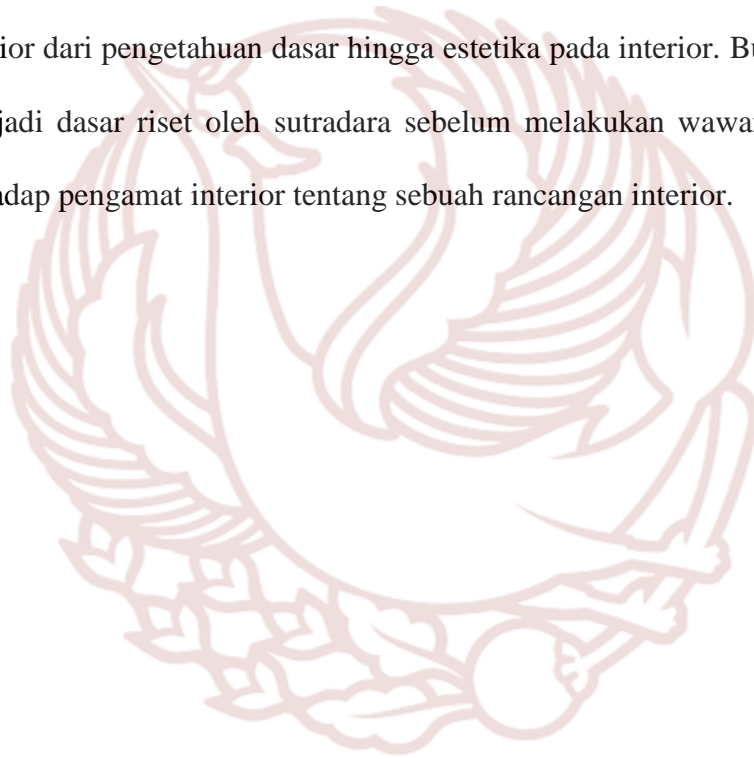 ior dari pengetahuan dasar hingga estetika pada interior. Bu
jadi dasar riset oleh sutradara sebelum melakukan wawa
adap pengamat interior tentang sebuah rancangan interior.